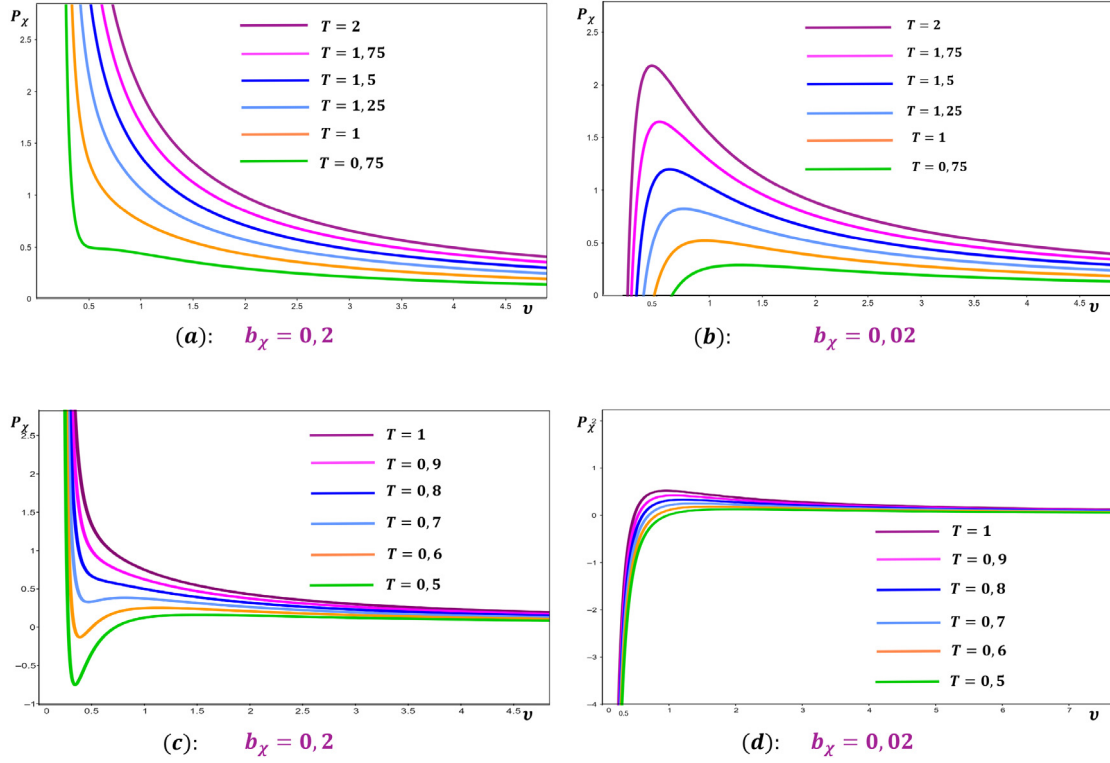 P_χ
2.5
2
1.5
1
0.5
0
0.5
1
1.5
2
2.5
3
3.5
4
4.5
υ
T = 2
T = 1,75
T = 1,5
T = 1,25
T = 1
T = 0,75
(a): b_χ = 0,2
P_χ
2.5
2
1.5
1
0.5
0
0.5
1
1.5
2
2.5
3
3.5
4
4.5
υ
T = 2
T = 1,75
T = 1,5
T = 1,25
T = 1
T = 0,75
(b): b_χ = 0,02
P_χ
2.5
2
1.5
1
0.5
0
−0.5
−1
0
0.5
1
1.5
2
2.5
3
3.5
4
4.5
υ
T = 1
T = 0,9
T = 0,8
T = 0,7
T = 0,6
T = 0,5
(c): b_χ = 0,2
P_χ
2
1
0
−1
−2
−3
−4
0
0.5
1
2
3
4
5
6
7
υ
T = 1
T = 0,9
T = 0,8
T = 0,7
T = 0,6
T = 0,5
(d): b_χ = 0,02